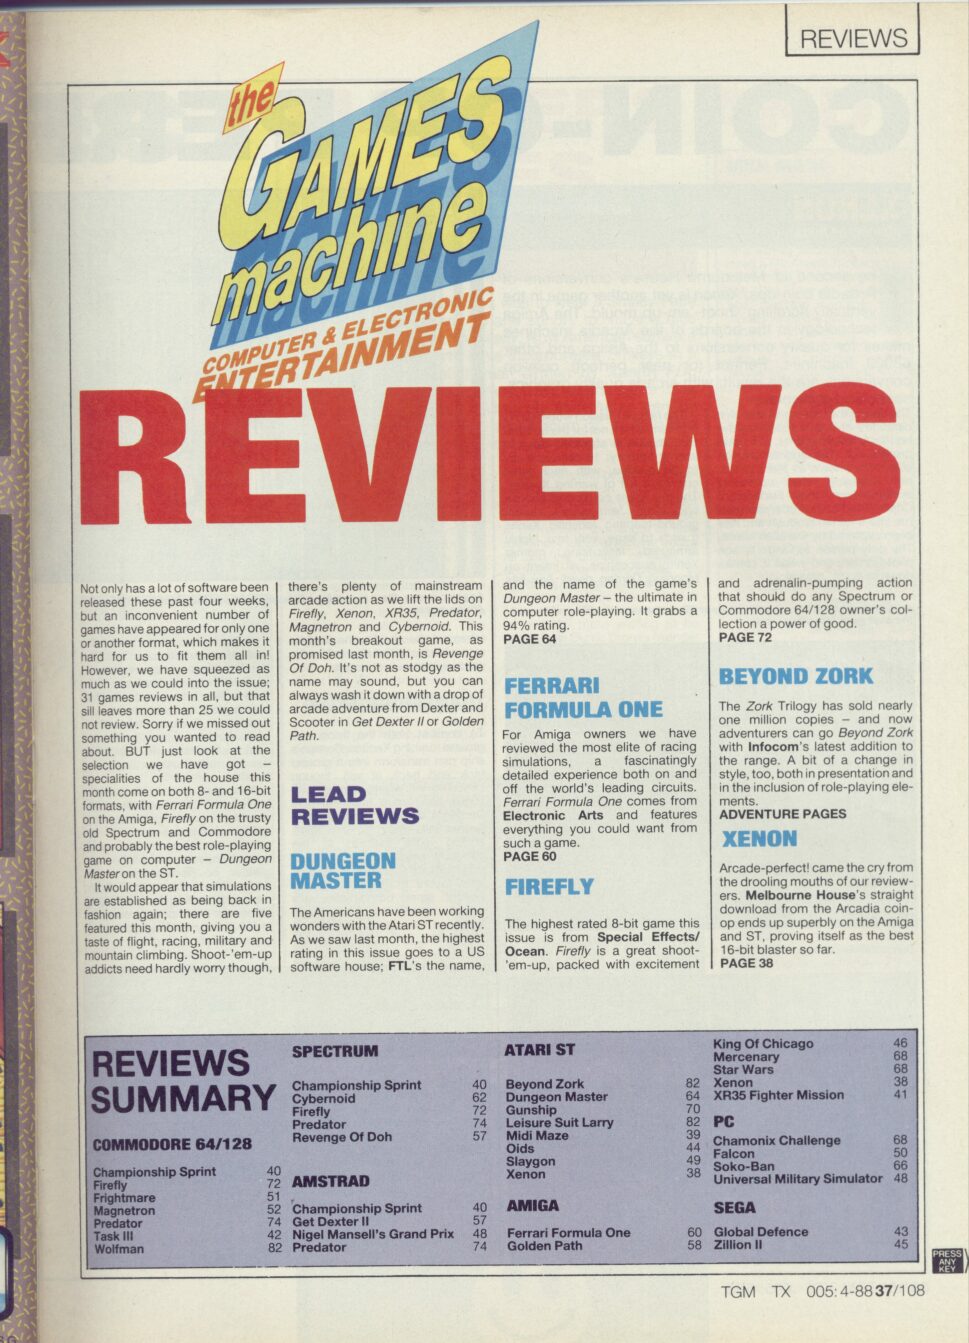 REVIEWS
the
GAMES
machine
COMPUTER & ELECTRONIC
ENTERTAINMENT
REVIEWS
Not only has a lot of software been
released these past four weeks,
but an inconvenient number of
games have appeared for only one
or another format, which makes it
hard for us to fit them all in!
However, we have squeezed as
much as we could into the issue;
31 games reviews in all, but that
sill leaves more than 25 we could
not review. Sorry if we missed out
something you wanted to read
about. BUT just look at the
selection we have got –
specialities of the house this
month come on both 8- and 16-bit
formats, with Ferrari Formula One
on the Amiga, Firefly on the trusty
old Spectrum and Commodore
and probably the best role-playing
game on computer – Dungeon
Master on the ST.
It would appear that simulations
are established as being back in
fashion again; there are five
featured this month, giving you a
taste of flight, racing, military and
mountain climbing. Shoot-'em-up
addicts need hardly worry though,
there's plenty of mainstream
arcade action as we lift the lids on
Firefly, Xenon, XR35, Predator,
Magnetron and Cybernoid. This
month's breakout game, as
promised last month, is Revenge
Of Doh. It's not as stodgy as the
name may sound, but you can
always wash it down with a drop of
arcade adventure from Dexter and
Scooter in Get Dexter II or Golden
Path.
LEAD
REVIEWS
DUNGEON
MASTER
The Americans have been working
wonders with the Atari ST recently.
As we saw last month, the highest
rating in this issue goes to a US
software house; FTL's the name,
and the name of the game's
Dungeon Master – the ultimate in
computer role-playing. It grabs a
94% rating.
PAGE 64
FERRARI
FORMULA ONE
For Amiga owners we have
reviewed the most elite of racing
simulations, a fascinatingly
detailed experience both on and
off the world's leading circuits.
Ferrari Formula One comes from
Electronic Arts and features
everything you could want from
such a game.
PAGE 60
FIREFLY
The highest rated 8-bit game this
issue is from Special Effects/
Ocean. Firefly is a great shoot-
'em-up, packed with excitement
and adrenalin-pumping action
that should do any Spectrum or
Commodore 64/128 owner's col-
lection a power of good.
PAGE 72
BEYOND ZORK
The Zork Trilogy has sold nearly
one million copies – and now
adventurers can go Beyond Zork
with Infocom's latest addition to
the range. A bit of a change in
style, too, both in presentation and
in the inclusion of role-playing ele-
ments.
ADVENTURE PAGES
XENON
Arcade-perfect! came the cry from
the drooling mouths of our review-
ers. Melbourne House's straight
download from the Arcadia coin-
op ends up superbly on the Amiga
and ST, proving itself as the best
16-bit blaster so far.
PAGE 38
REVIEWS
SUMMARY
COMMODORE 64/128
Championship Sprint 40
Firefly 72
Frightmare 51
Magnetron 52
Predator 74
Task III 42
Wolfman 82
SPECTRUM
Championship Sprint 40
Cybernoid 62
Firefly 72
Predator 74
Revenge Of Doh 57
AMSTRAD
Championship Sprint 40
Get Dexter II 57
Nigel Mansell's Grand Prix 48
Predator 74
ATARI ST
Beyond Zork 82
Dungeon Master 64
Gunship 70
Leisure Suit Larry 82
Midi Maze 39
Oids 44
Slaygon 49
Xenon 38
AMIGA
Ferrari Formula One 60
Golden Path 58
King Of Chicago 46
Mercenary 68
Star Wars 68
Xenon 38
XR35 Fighter Mission 41
PC
Chamonix Challenge 68
Falcon 50
Soko-Ban 66
Universal Military Simulator 48
SEGA
Global Defence 43
Zillion II 45
PRESS
ANY
KEY
TGM TX 005: 4-88 37/108